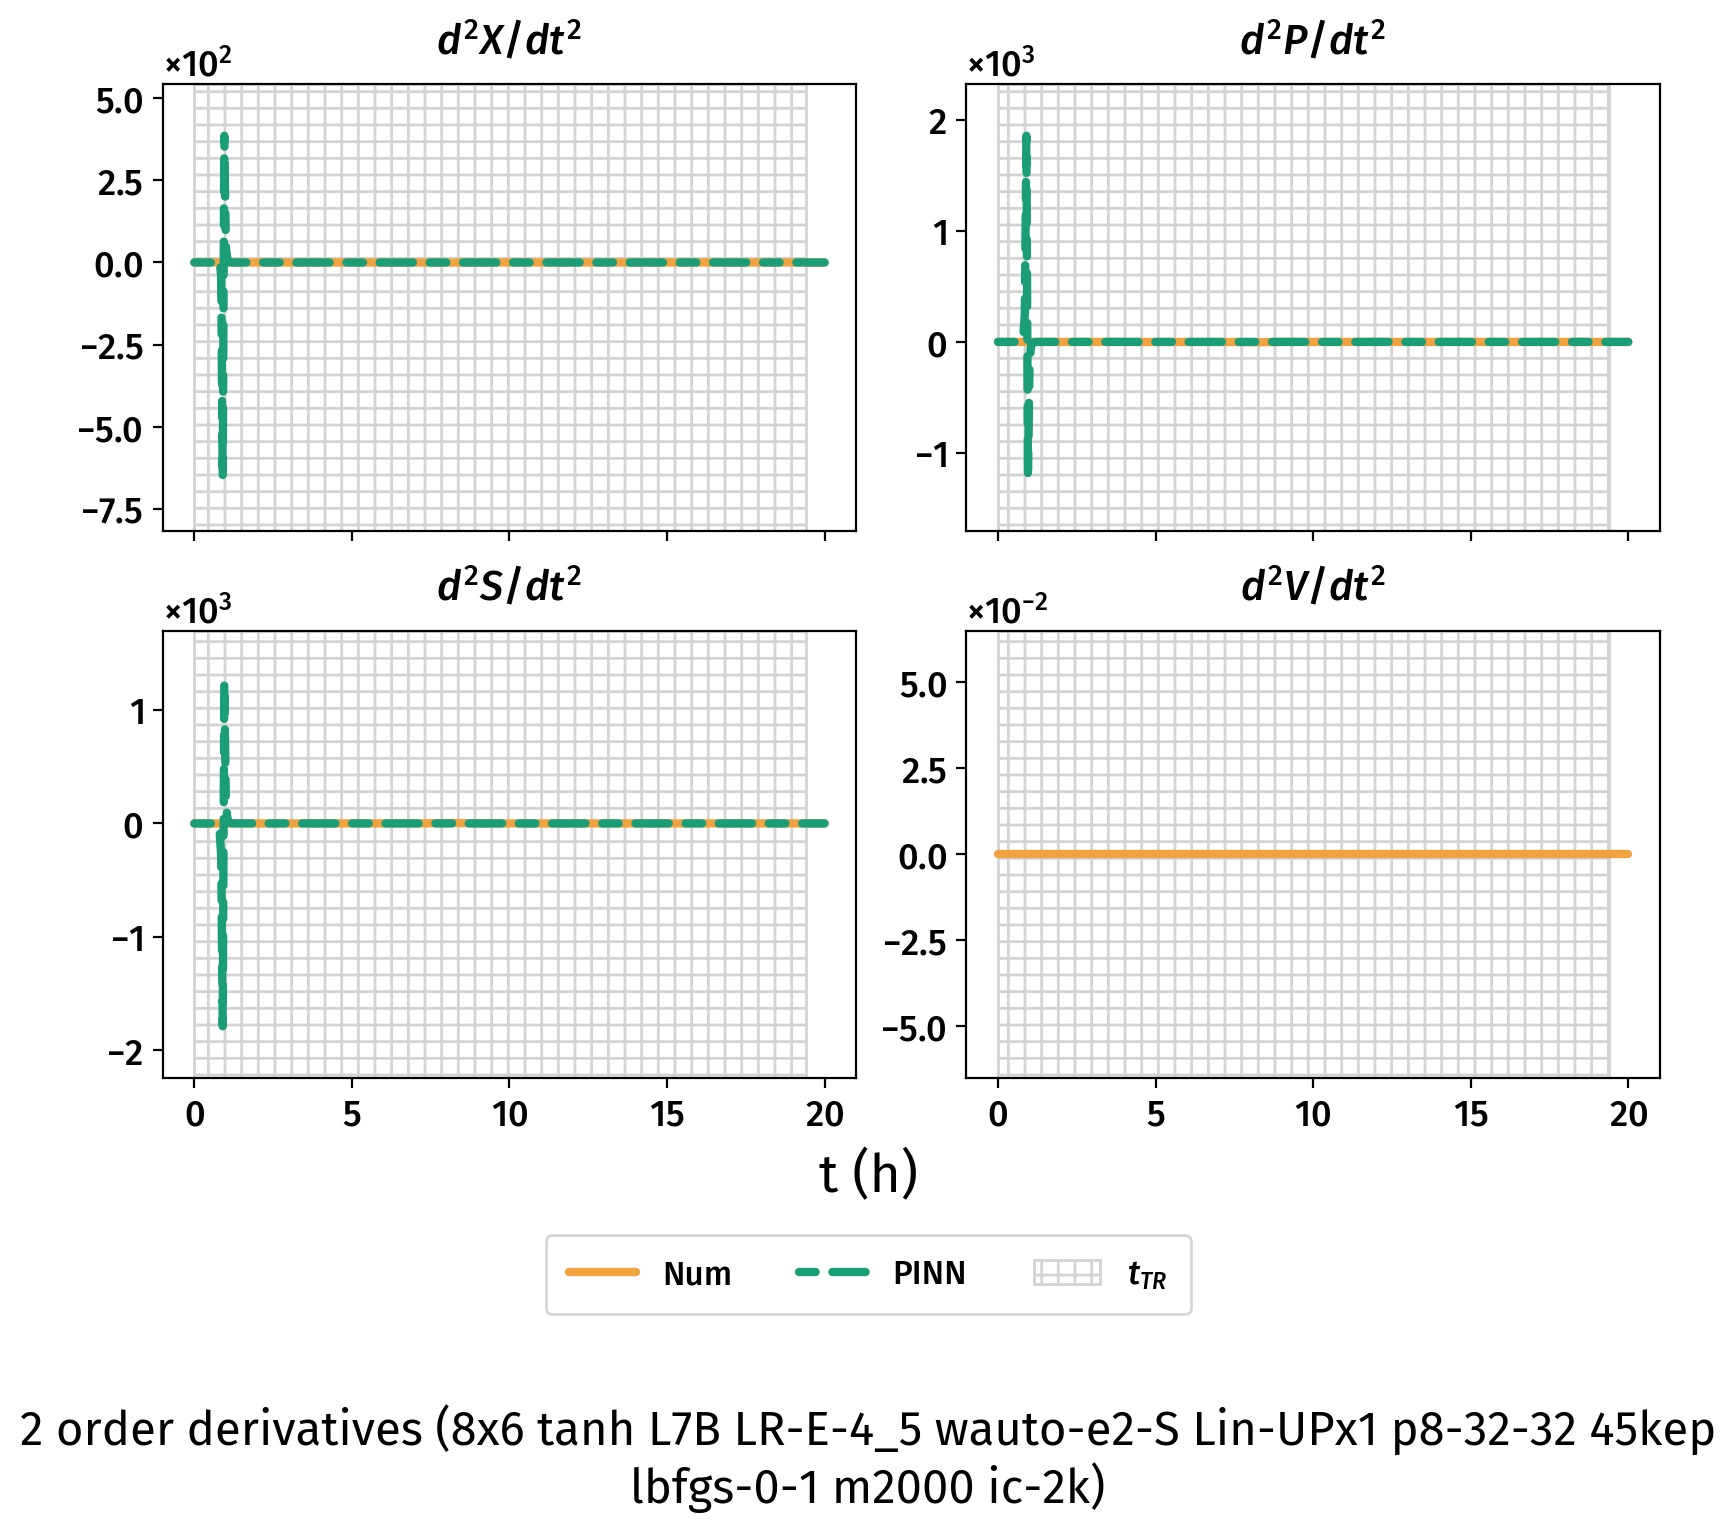 d²X/dt²
×10²
5.0
2.5
0.0
−2.5
−5.0
−7.5
d²P/dt²
×10³
2
1
0
−1
d²S/dt²
×10³
1
0
−1
−2
0 5 10 15 20
d²V/dt²
×10⁻²
5.0
2.5
0.0
−2.5
−5.0
0 5 10 15 20
t (h)
Num PINN t_TR
2 order derivatives (8x6 tanh L7B LR-E-4_5 wauto-e2-S Lin-UPx1 p8-32-32 45kep
lbfgs-0-1 m2000 ic-2k)